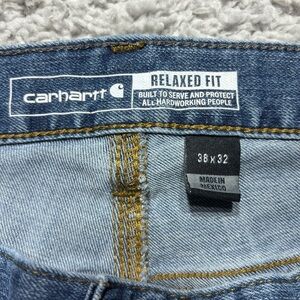 carhartt
RELAXED FIT
BUILT TO SERVE AND PROTECT
ALL HARDWORKING PEOPLE
38 x 32
MADE IN
MEXICO